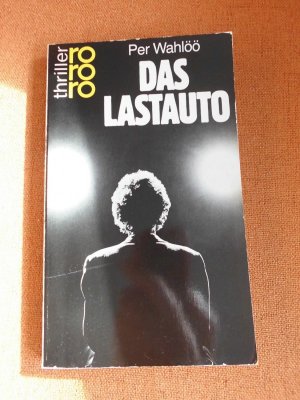 thriller
ro
ro
ro
Per Wahlöö
DAS
LASTAUTO